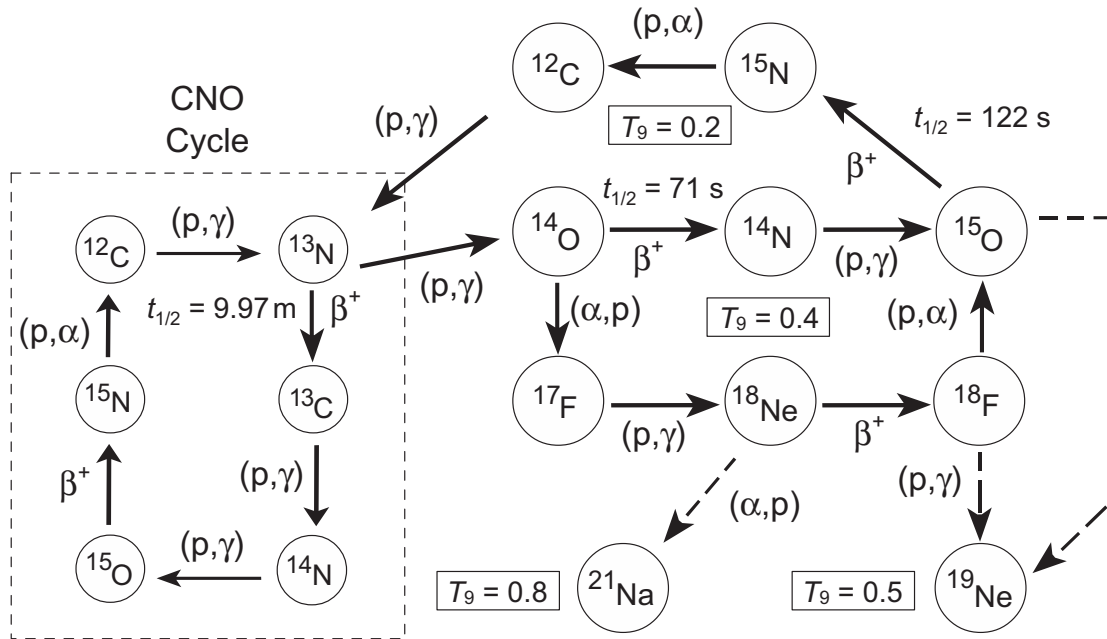 (p,α)
¹²C
¹⁵N
CNO
Cycle
(p,γ)
T₉ = 0.2
t₁/₂ = 122 s
β⁺
(p,γ)
¹²C
¹³N
t₁/₂ = 71 s
¹⁴O
¹⁴N
¹⁵O
β⁺
(p,γ)
(p,γ)
t₁/₂ = 9.97 m
β⁺
(p,α)
(α,p)
T₉ = 0.4
(p,α)
¹⁵N
¹³C
¹⁷F
¹⁸Ne
¹⁸F
(p,γ)
β⁺
β⁺
(p,γ)
(α,p)
(p,γ)
¹⁵O
(p,γ)
¹⁴N
T₉ = 0.8
²¹Na
T₉ = 0.5
¹⁹Ne